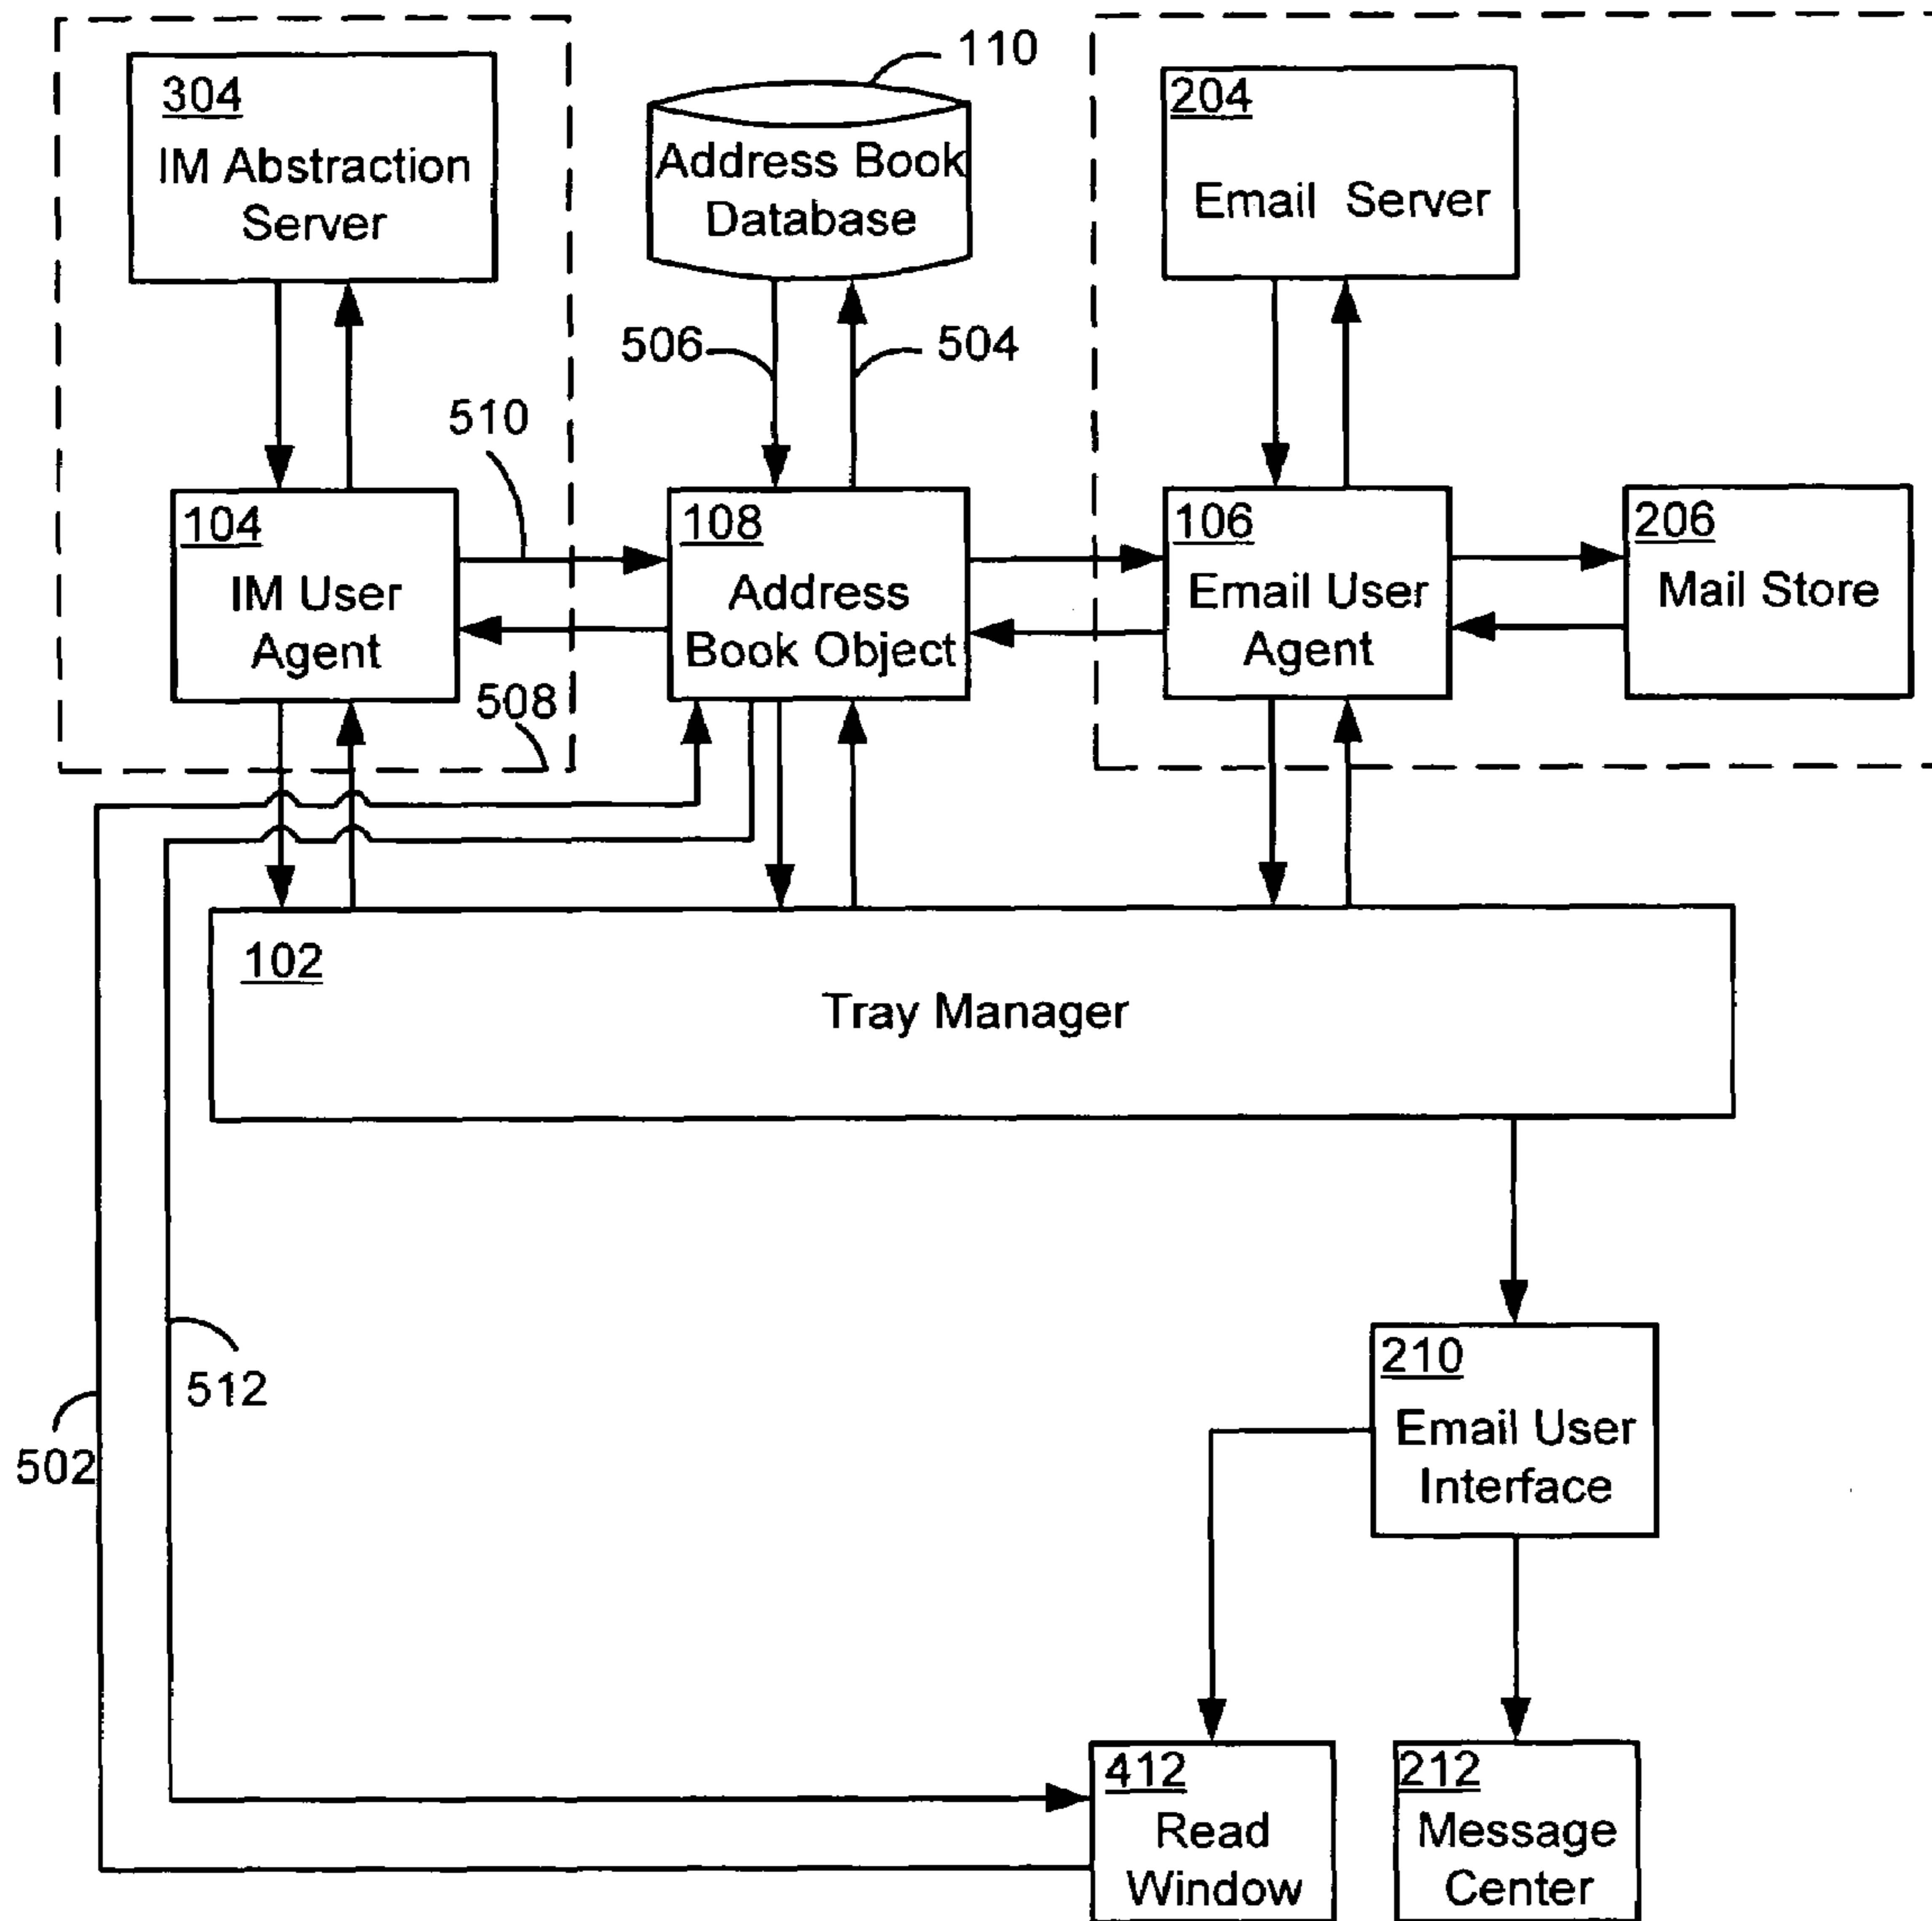 110
304
IM Abstraction
Server
Address Book
Database
204
Email Server
506
504
510
104
IM User
Agent
108
Address
Book Object
106
Email User
Agent
206
Mail Store
508
102
Tray Manager
512
502
210
Email User
Interface
412
Read
Window
212
Message
Center